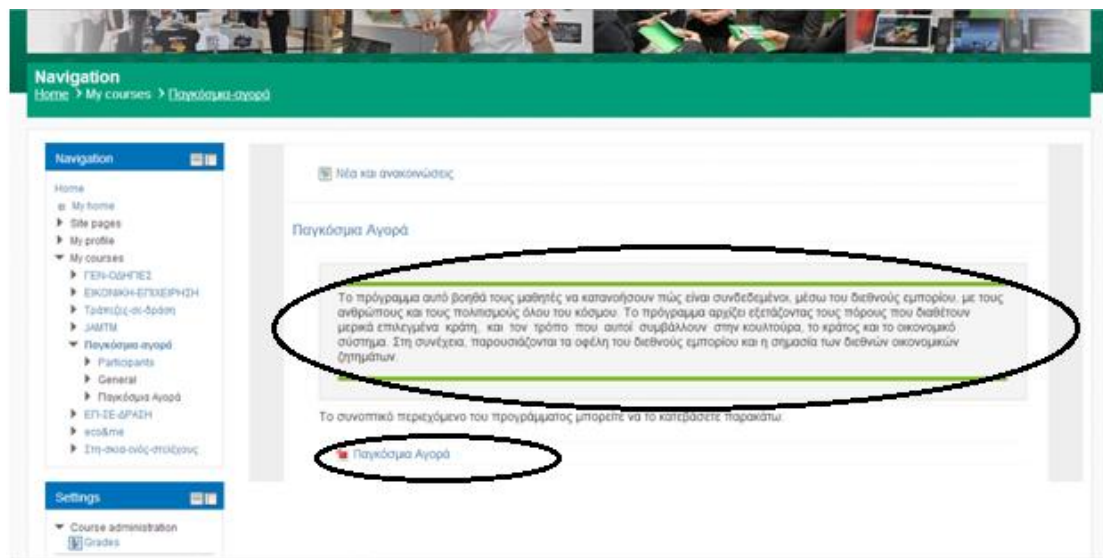 Navigation
Home > My courses > Παγκόσμια-αγορά
Navigation
Home
My home
Site pages
My profile
My courses
ΓΕΝ-ΟΔΗΓΙΕΣ
ΕΙΚΟΝΙΚΗ-ΕΠΙΧΕΙΡΗΣΗ
Τράπεζες-σε-δράση
JAMTM
Παγκόσμια-αγορά
Participants
General
Παγκόσμια Αγορά
ΕΠ-ΣΕ-ΔΡΑΣΗ
eco&me
Στη-σκια-ενός-στελέχους
Settings
Course administration
Grades
Νέα και ανακοινώσεις
Παγκόσμια Αγορά
Το πρόγραμμα αυτό βοηθά τους μαθητές να κατανοήσουν πώς είναι συνδεδεμένοι, μέσω του διεθνούς εμπορίου, με τους
ανθρώπους και τους πολιτισμούς όλου του κόσμου. Το πρόγραμμα αρχίζει εξετάζοντας τους πόρους που διαθέτουν
μερικά επιλεγμένα κράτη, και τον τρόπο που αυτοί συμβάλλουν στην κουλτούρα, το κράτος και το οικονομικό
σύστημα. Στη συνέχεια, παρουσιάζονται τα οφέλη του διεθνούς εμπορίου και η σημασία των διεθνών οικονομικών
ζητημάτων.
Το συνοπτικό περιεχόμενο του προγράμματος μπορείτε να το κατεβάσετε παρακάτω:
Παγκόσμια Αγορά